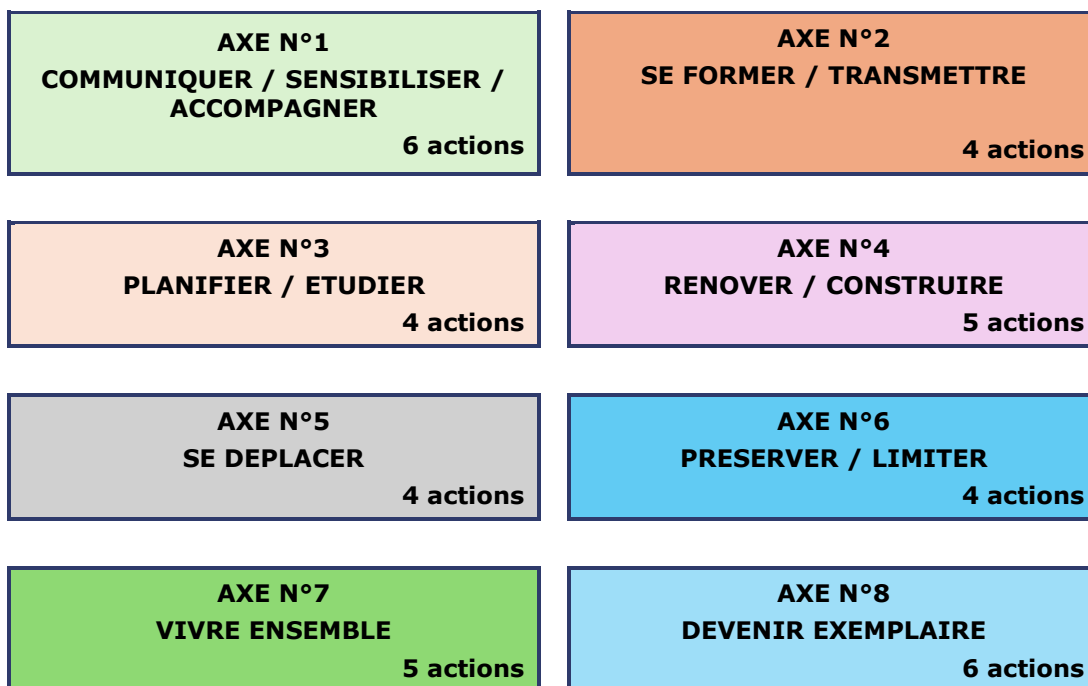 AXE N°1
COMMUNIQUER / SENSIBILISER /
ACCOMPAGNER
6 actions
AXE N°2
SE FORMER / TRANSMETTRE
4 actions
AXE N°3
PLANIFIER / ETUDIER
4 actions
AXE N°4
RENOVER / CONSTRUIRE
5 actions
AXE N°5
SE DEPLACER
4 actions
AXE N°6
PRESERVER / LIMITER
4 actions
AXE N°7
VIVRE ENSEMBLE
5 actions
AXE N°8
DEVENIR EXEMPLAIRE
6 actions